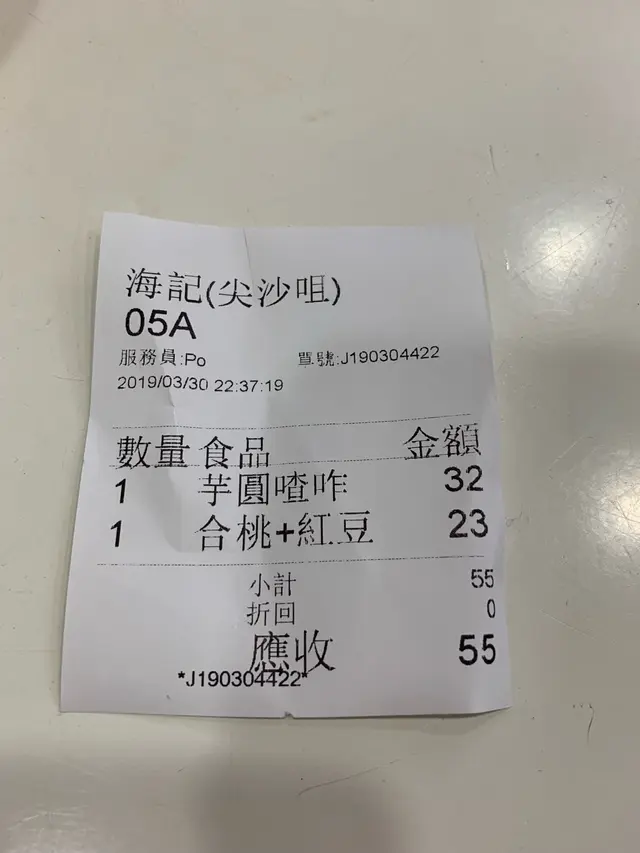 海記(尖沙咀)
05A
服務員:Po 單號:J190304422
2019/03/30 22:37:19
數量 食品 金額
1 芋圓喳咋 32
1 合桃+紅豆 23
小計 55
折回 0
應收 55
*J190304422*